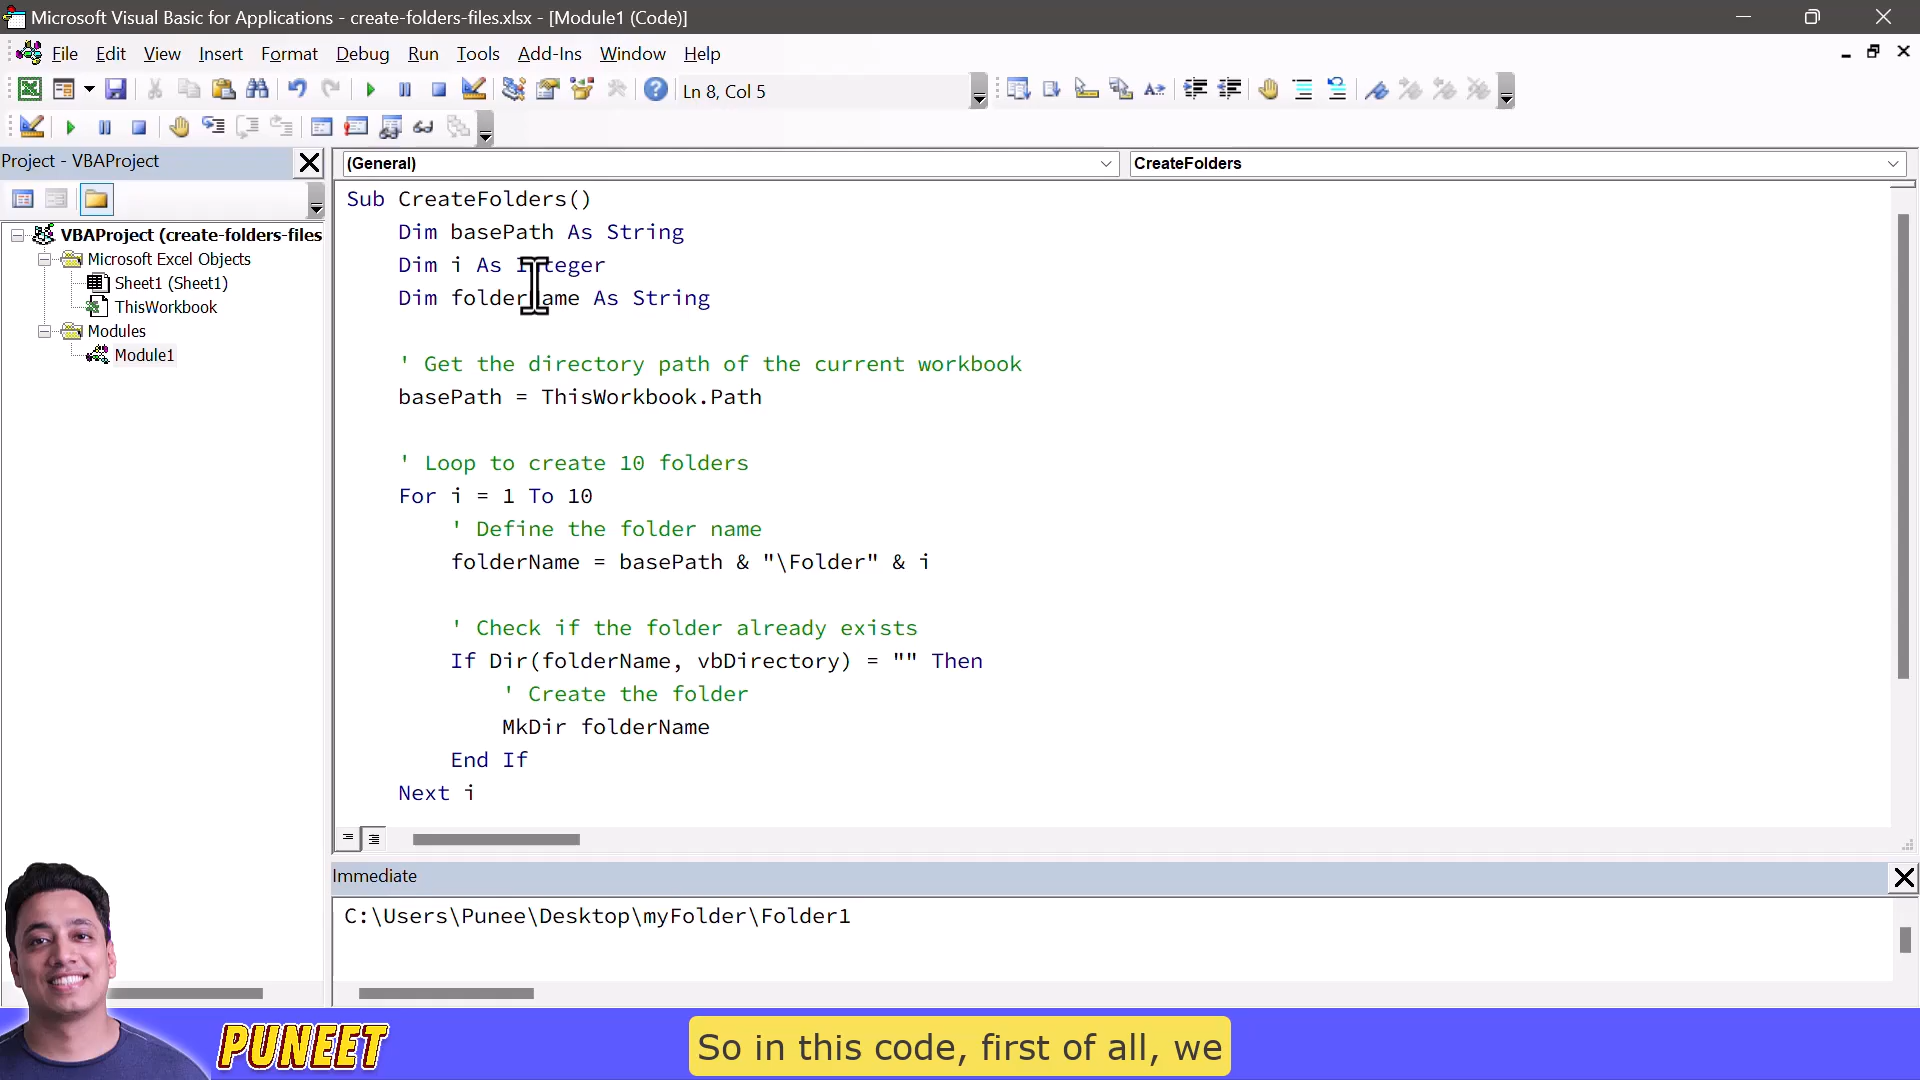 Microsoft Visual Basic for Applications - create-folders-files.xlsx - [Module1 (Code)]
File Edit View Insert Format Debug Run Tools Add-Ins Window Help
Ln 8, Col 5
Project - VBAProject
(General)
CreateFolders
VBAProject (create-folders-files
Microsoft Excel Objects
Sheet1 (Sheet1)
ThisWorkbook
Modules
Module1
Sub CreateFolders()
Dim basePath As String
Dim i As Integer
Dim folderName As String
' Get the directory path of the current workbook
basePath = ThisWorkbook.Path
' Loop to create 10 folders
For i = 1 To 10
' Define the folder name
folderName = basePath & "\Folder" & i
' Check if the folder already exists
If Dir(folderName, vbDirectory) = "" Then
' Create the folder
MkDir folderName
End If
Next i
Immediate
C:\Users\Punee\Desktop\myFolder\Folder1
PUNEET
So in this code, first of all, we